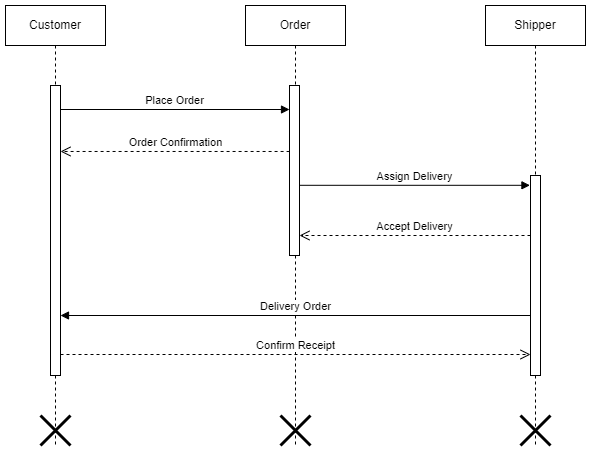 Customer
Order
Shipper
Place Order
Order Confirmation
Assign Delivery
Accept Delivery
Delivery Order
Confirm Receipt